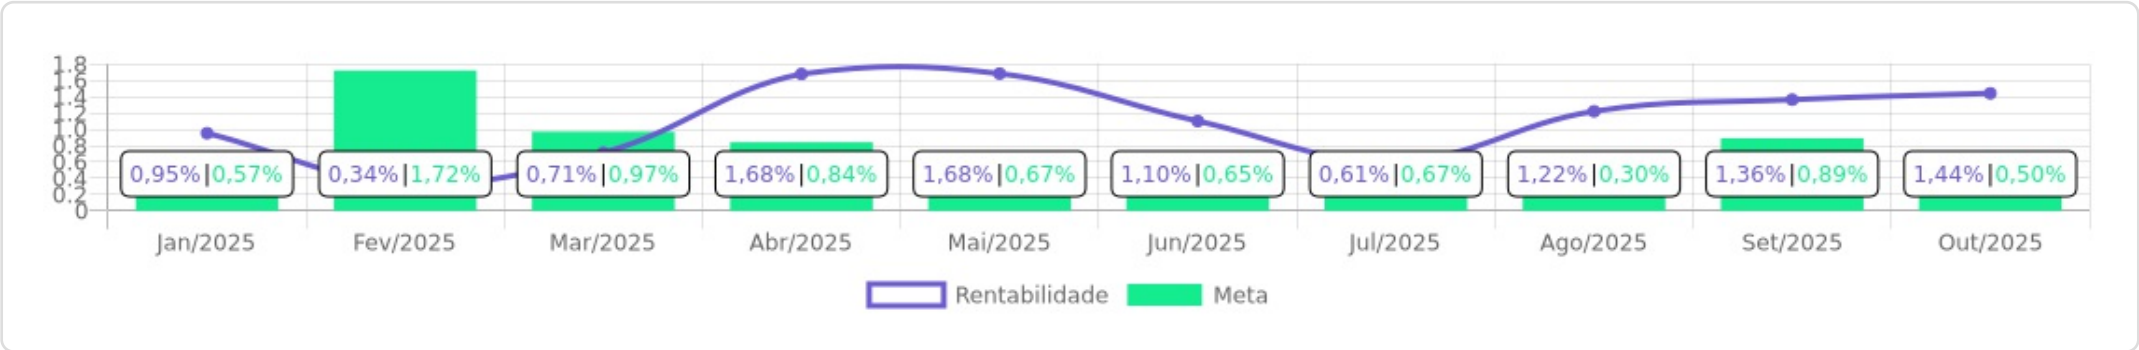 1.8
1.6
1.4
1.2
1.0
0.8
0.6
0.4
0.2
0
0,95%|0,57%
0,34%|1,72%
0,71%|0,97%
1,68%|0,84%
1,68%|0,67%
1,10%|0,65%
0,61%|0,67%
1,22%|0,30%
1,36%|0,89%
1,44%|0,50%
Jan/2025
Fev/2025
Mar/2025
Abr/2025
Mai/2025
Jun/2025
Jul/2025
Ago/2025
Set/2025
Out/2025
Rentabilidade
Meta